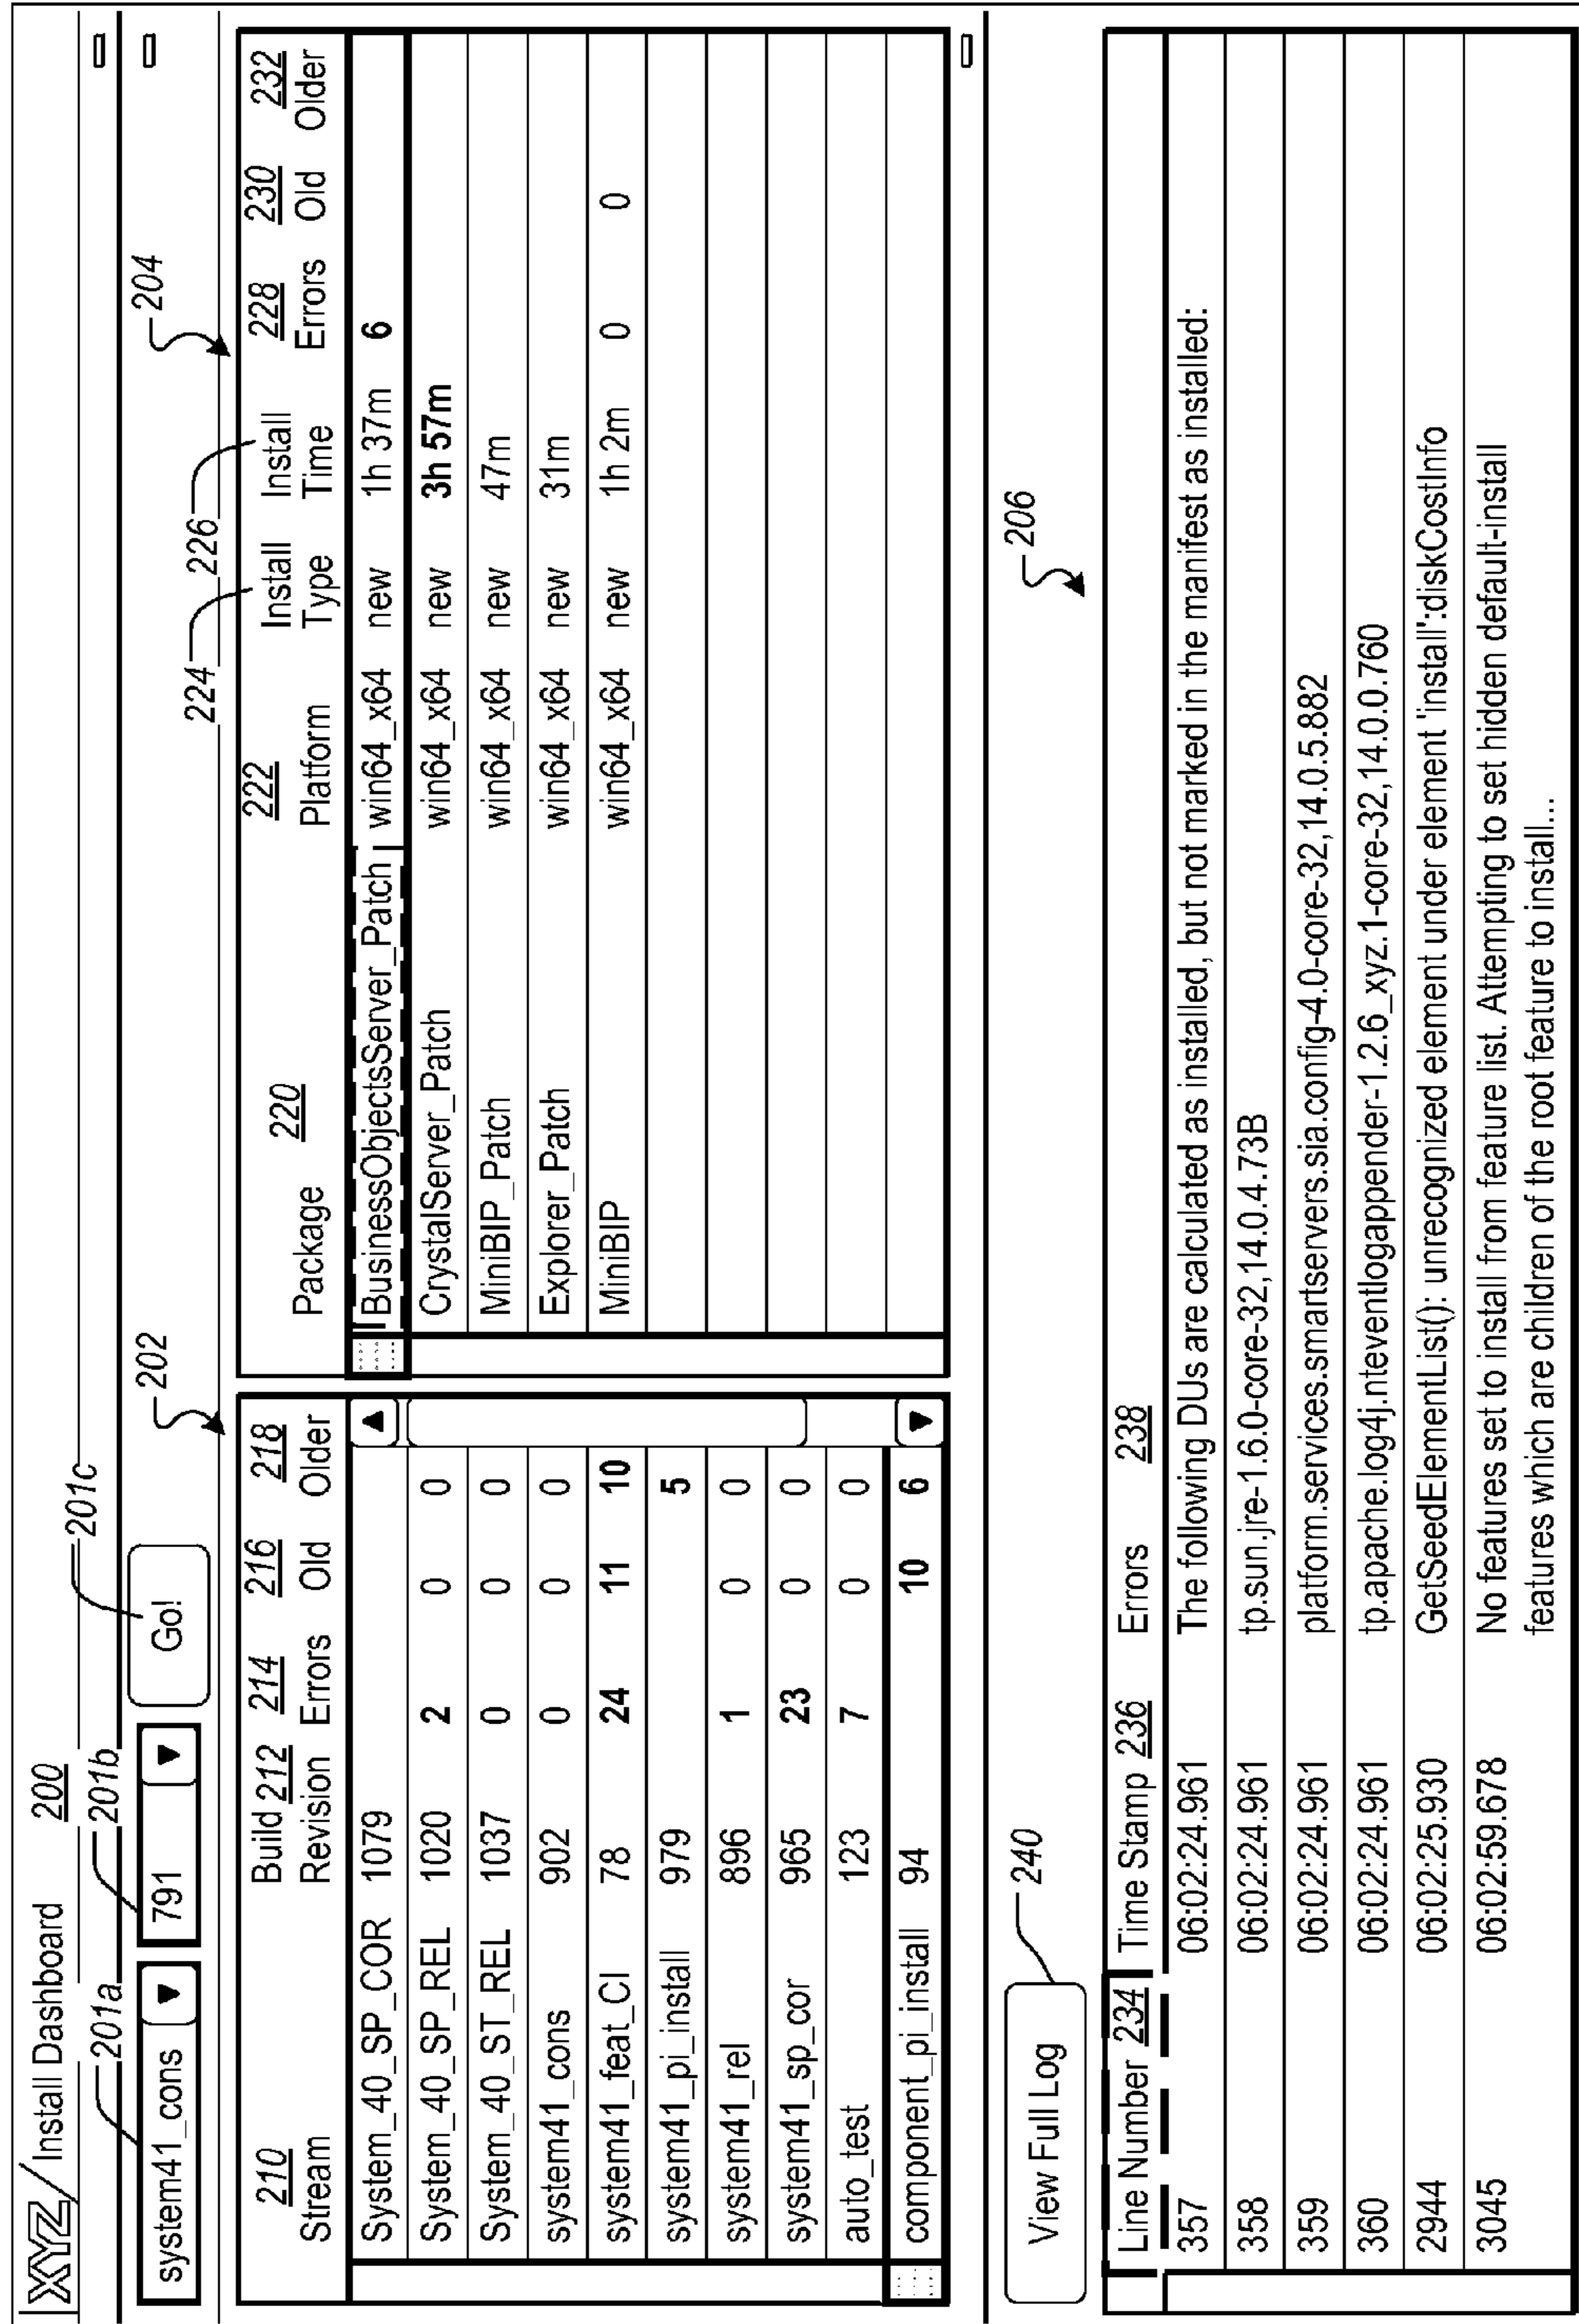 XYZ / Install Dashboard 200
201a 201b 201c
system41_cons 791 Go!
202 204
224 226
210 Build 212 214 216 218
Stream Revision Errors Old Older
System_40_SP_COR 1079
System_40_SP_REL 1020 2 0 0
System_40_ST_REL 1037 0 0 0
system41_cons 902 0 0 0
system41_feat_CI 78 24 11 10
system41_pi_install 979 5
system41_rel 896 1 0 0
system41_sp_cor 965 23 0 0
auto_test 123 7 0 0
component_pi_install 94 10 6
220 222 Install Install 228 230 232
Package Platform Type Time Errors Old Older
BusinessObjectsServer_Patch win64_x64 new 1h 37m 6
CrystalServer_Patch win64_x64 new 3h 57m
MiniBIP_Patch win64_x64 new 47m
Explorer_Patch win64_x64 new 31m
MiniBIP win64_x64 new 1h 2m 0 0
View Full Log 240 206
Line Number 234 Time Stamp 236 Errors 238
357 06:02:24.961 The following DUs are calculated as installed, but not marked in the manifest as installed:
358 06:02:24.961 tp.sun.jre-1.6.0-core-32,14.0.4.73B
359 06:02:24.961 platform.services.smartservers.sia.config-4.0-core-32,14.0.5.882
360 06:02:24.961 tp.apache.log4j.nteventlogappender-1.2.6_xyz.1-core-32,14.0.0.760
2944 06:02:25.930 GetSeedElementList(): unrecognized element under element 'install':diskCostInfo
3045 06:02:59.678 No features set to install from feature list. Attempting to set hidden default-install
features which are children of the root feature to install...